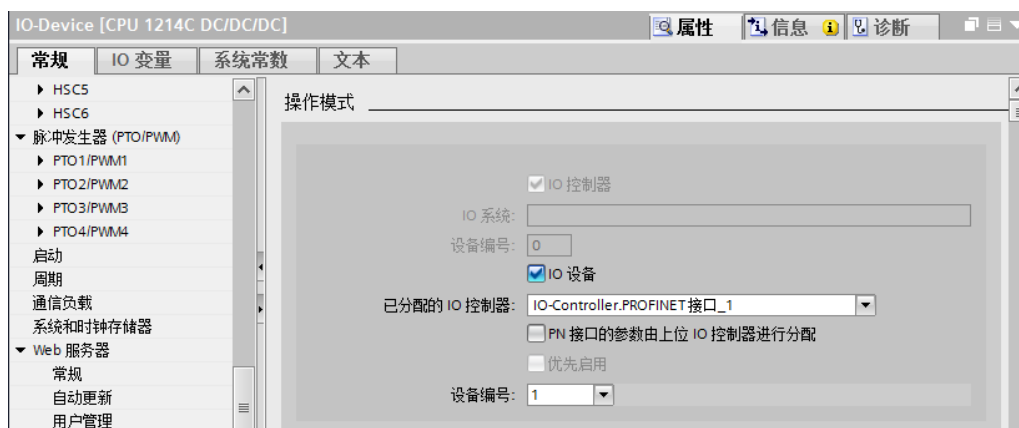 IO-Device [CPU 1214C DC/DC/DC]
属性
信息
诊断
常规
IO 变量
系统常数
文本
HSC5
HSC6
脉冲发生器 (PTO/PWM)
PTO1/PWM1
PTO2/PWM2
PTO3/PWM3
PTO4/PWM4
启动
周期
通信负载
系统和时钟存储器
Web 服务器
常规
自动更新
用户管理
操作模式
IO 控制器
IO 系统:
设备编号: 0
IO 设备
已分配的 IO 控制器: IO-Controller.PROFINET接口_1
PN 接口的参数由上位 IO 控制器进行分配
优先启用
设备编号: 1